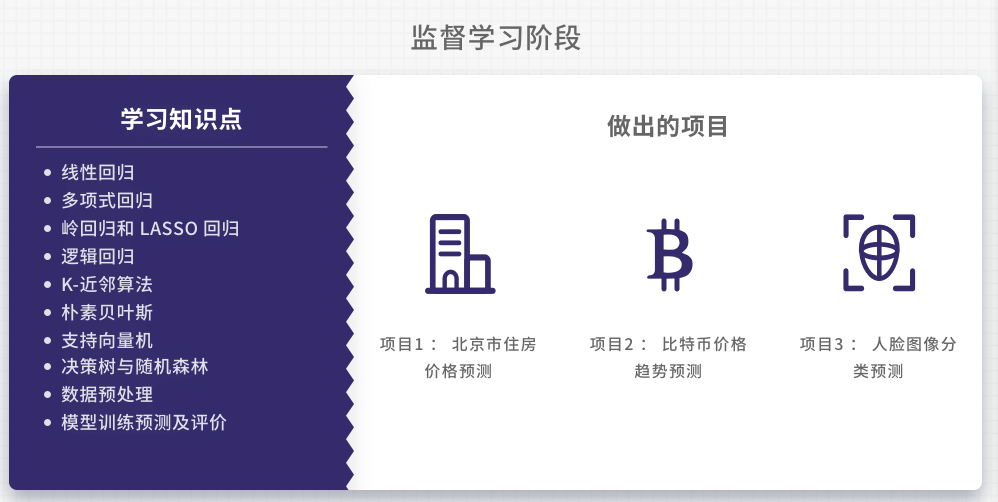 监督学习阶段
学习知识点
线性回归
多项式回归
岭回归和 LASSO 回归
逻辑回归
K-近邻算法
朴素贝叶斯
支持向量机
决策树与随机森林
数据预处理
模型训练预测及评价
做出的项目
项目1 ： 北京市住房
价格预测
项目2 ： 比特币价格
趋势预测
项目3 ： 人脸图像分
类预测